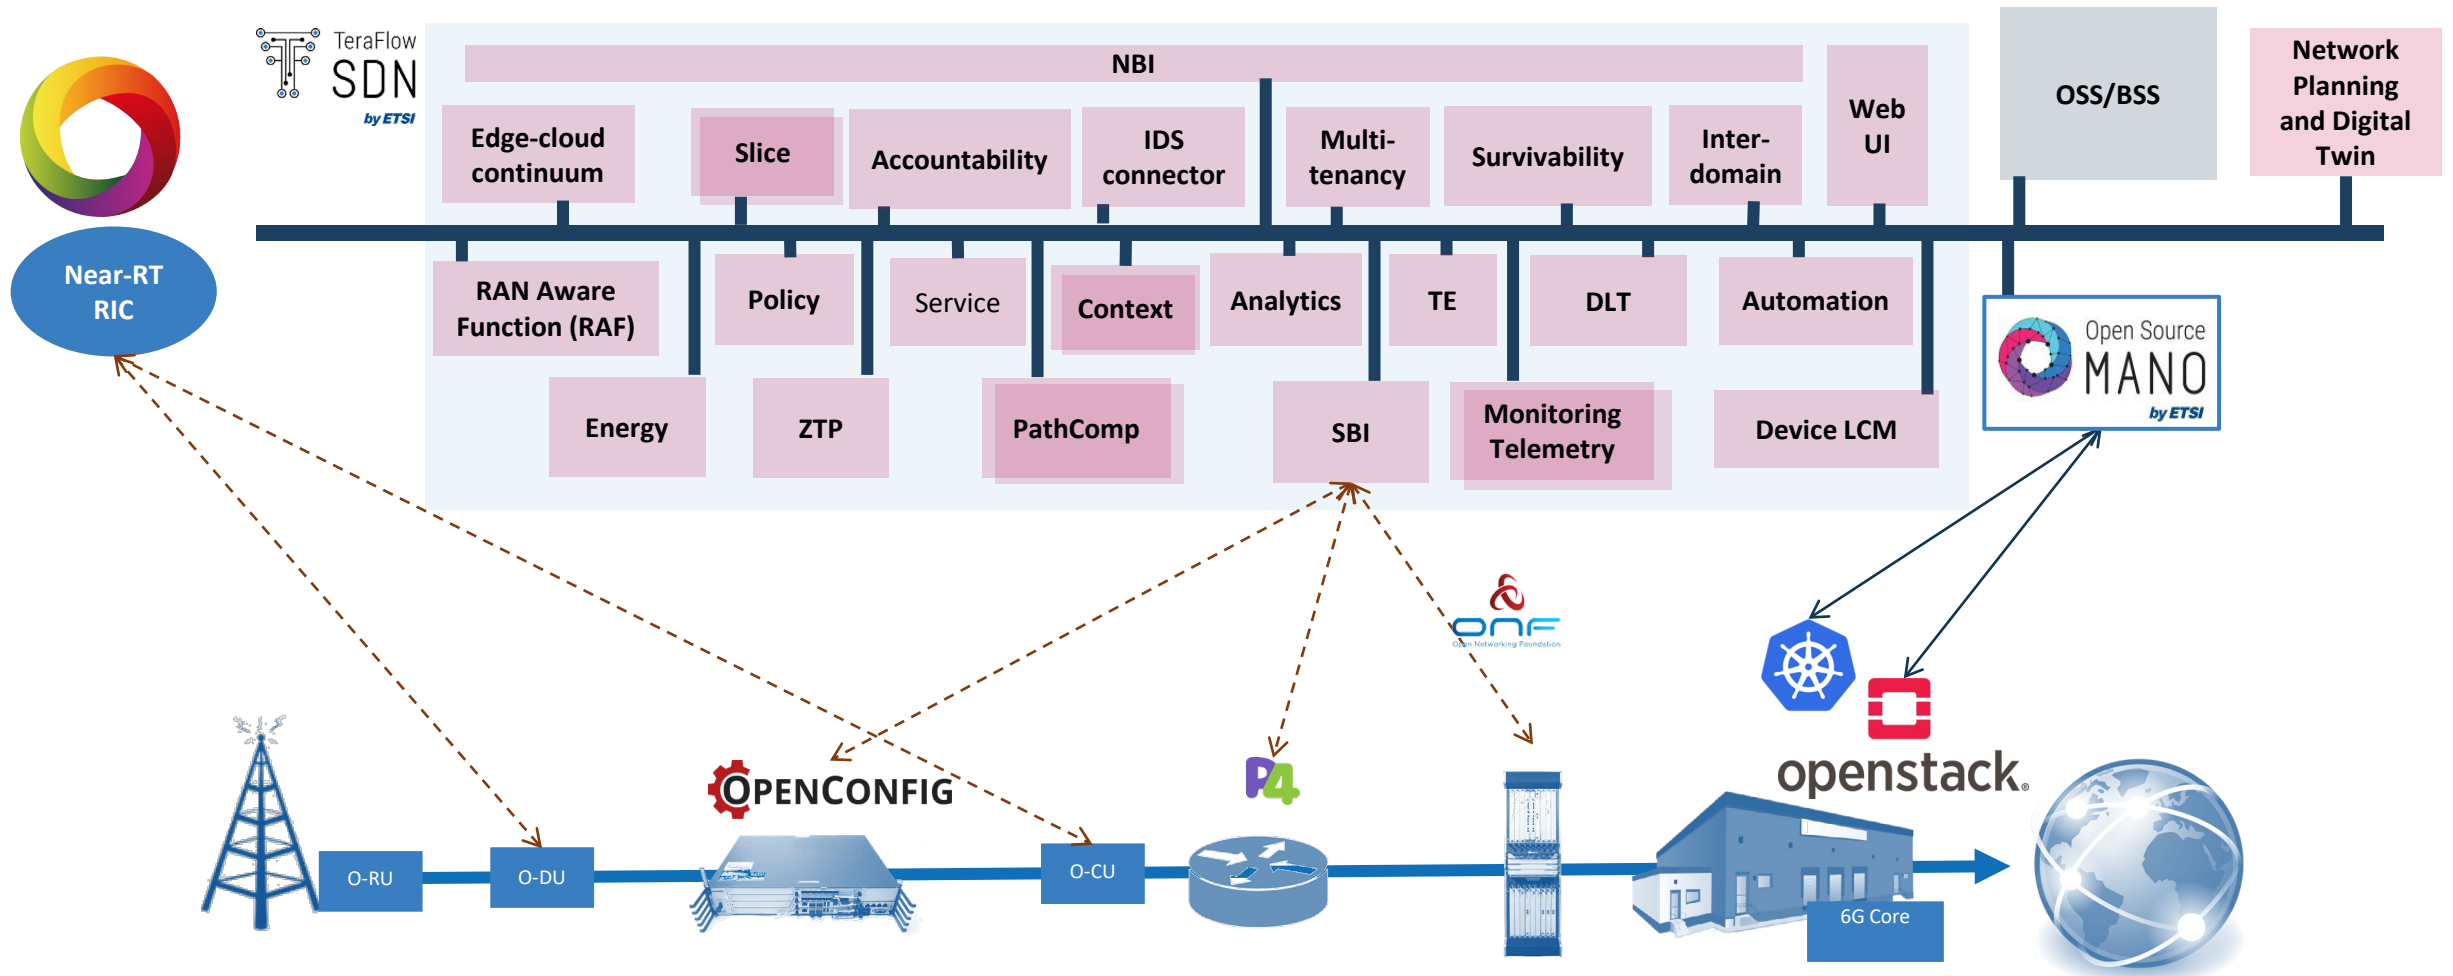 TeraFlow
SDN
by ETSI
NBI
Web
UI
OSS/BSS
Network
Planning
and Digital
Twin
Edge-cloud
continuum
Slice
Accountability
IDS
connector
Multi-
tenancy
Survivability
Inter-
domain
Near-RT
RIC
RAN Aware
Function (RAF)
Policy
Service
Context
Analytics
TE
DLT
Automation
Open Source
MANO
by ETSI
Energy
ZTP
PathComp
SBI
Monitoring
Telemetry
Device LCM
ONF
Open Networking Foundation
OPENCONFIG
P4
openstack®
O-RU
O-DU
O-CU
6G Core